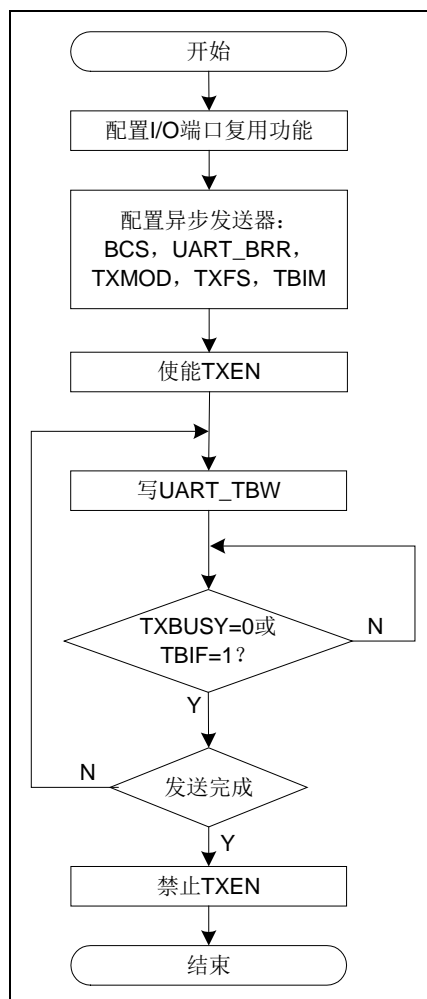 开始
配置I/O端口复用功能
配置异步发送器：
BCS，UART_BRR，
TXMOD，TXFS，TBIM
使能TXEN
写UART_TBW
TXBUSY=0或
TBIF=1？
N
Y
N
发送完成
Y
禁止TXEN
结束